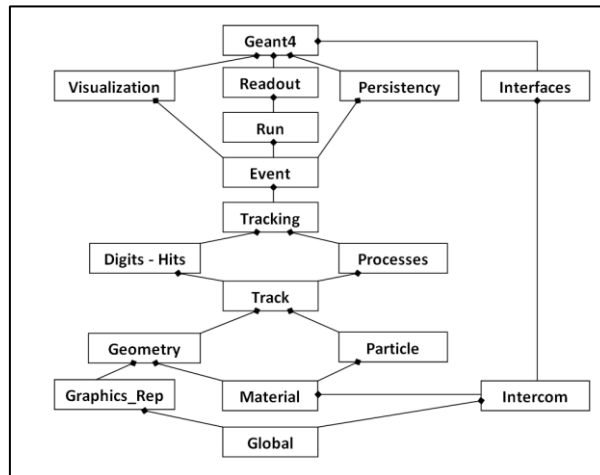 Geant4
Visualization
Readout
Persistency
Interfaces
Run
Event
Tracking
Digits - Hits
Processes
Track
Geometry
Particle
Graphics_Rep
Material
Intercom
Global